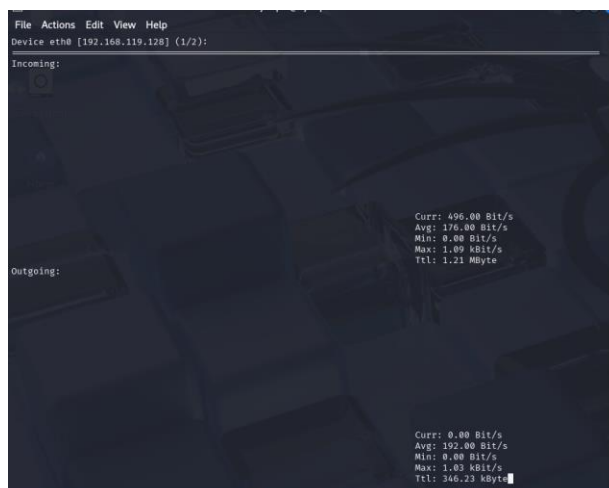 File Actions Edit View Help
Device eth0 [192.168.119.128] (1/2):
Incoming:
Curr: 496.00 Bit/s
Avg: 176.00 Bit/s
Min: 0.00 Bit/s
Max: 1.09 kBit/s
Ttl: 1.21 MByte
Outgoing:
Curr: 0.00 Bit/s
Avg: 192.00 Bit/s
Min: 0.00 Bit/s
Max: 1.03 kBit/s
Ttl: 346.23 kByte